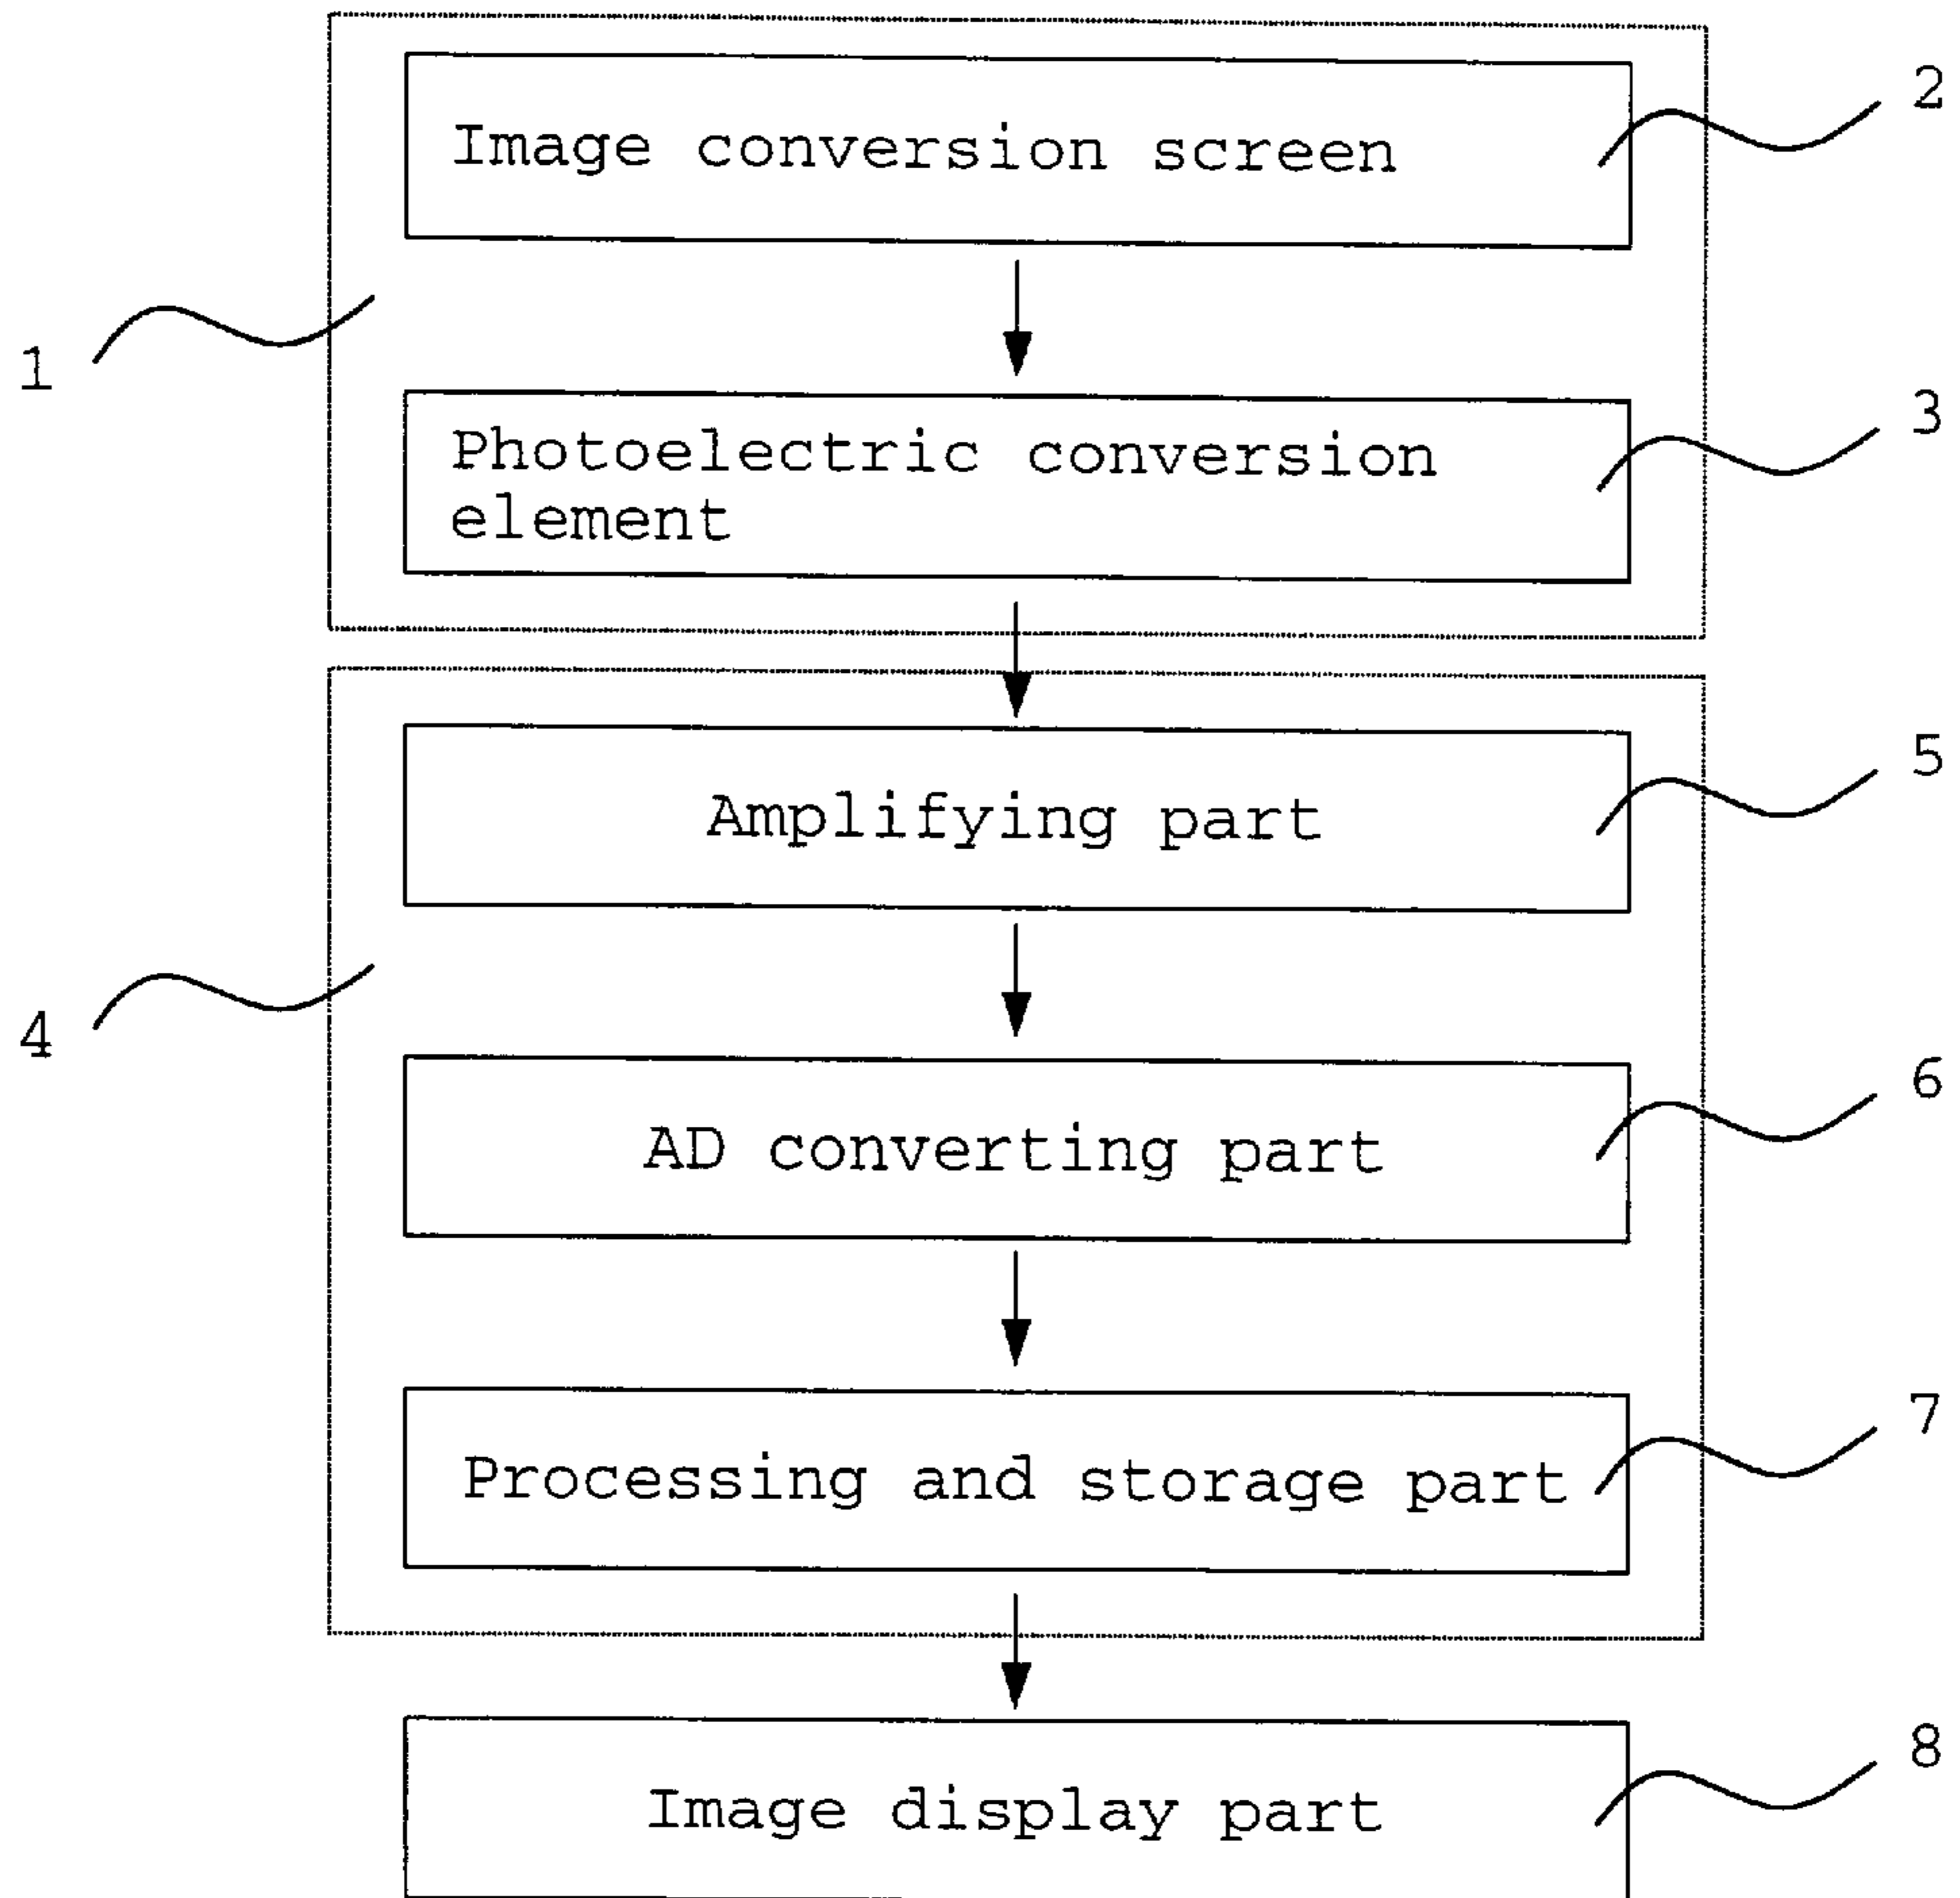 2
Image conversion screen
1
3
Photoelectric conversion
element
5
Amplifying part
4
6
AD converting part
7
Processing and storage part
8
Image display part